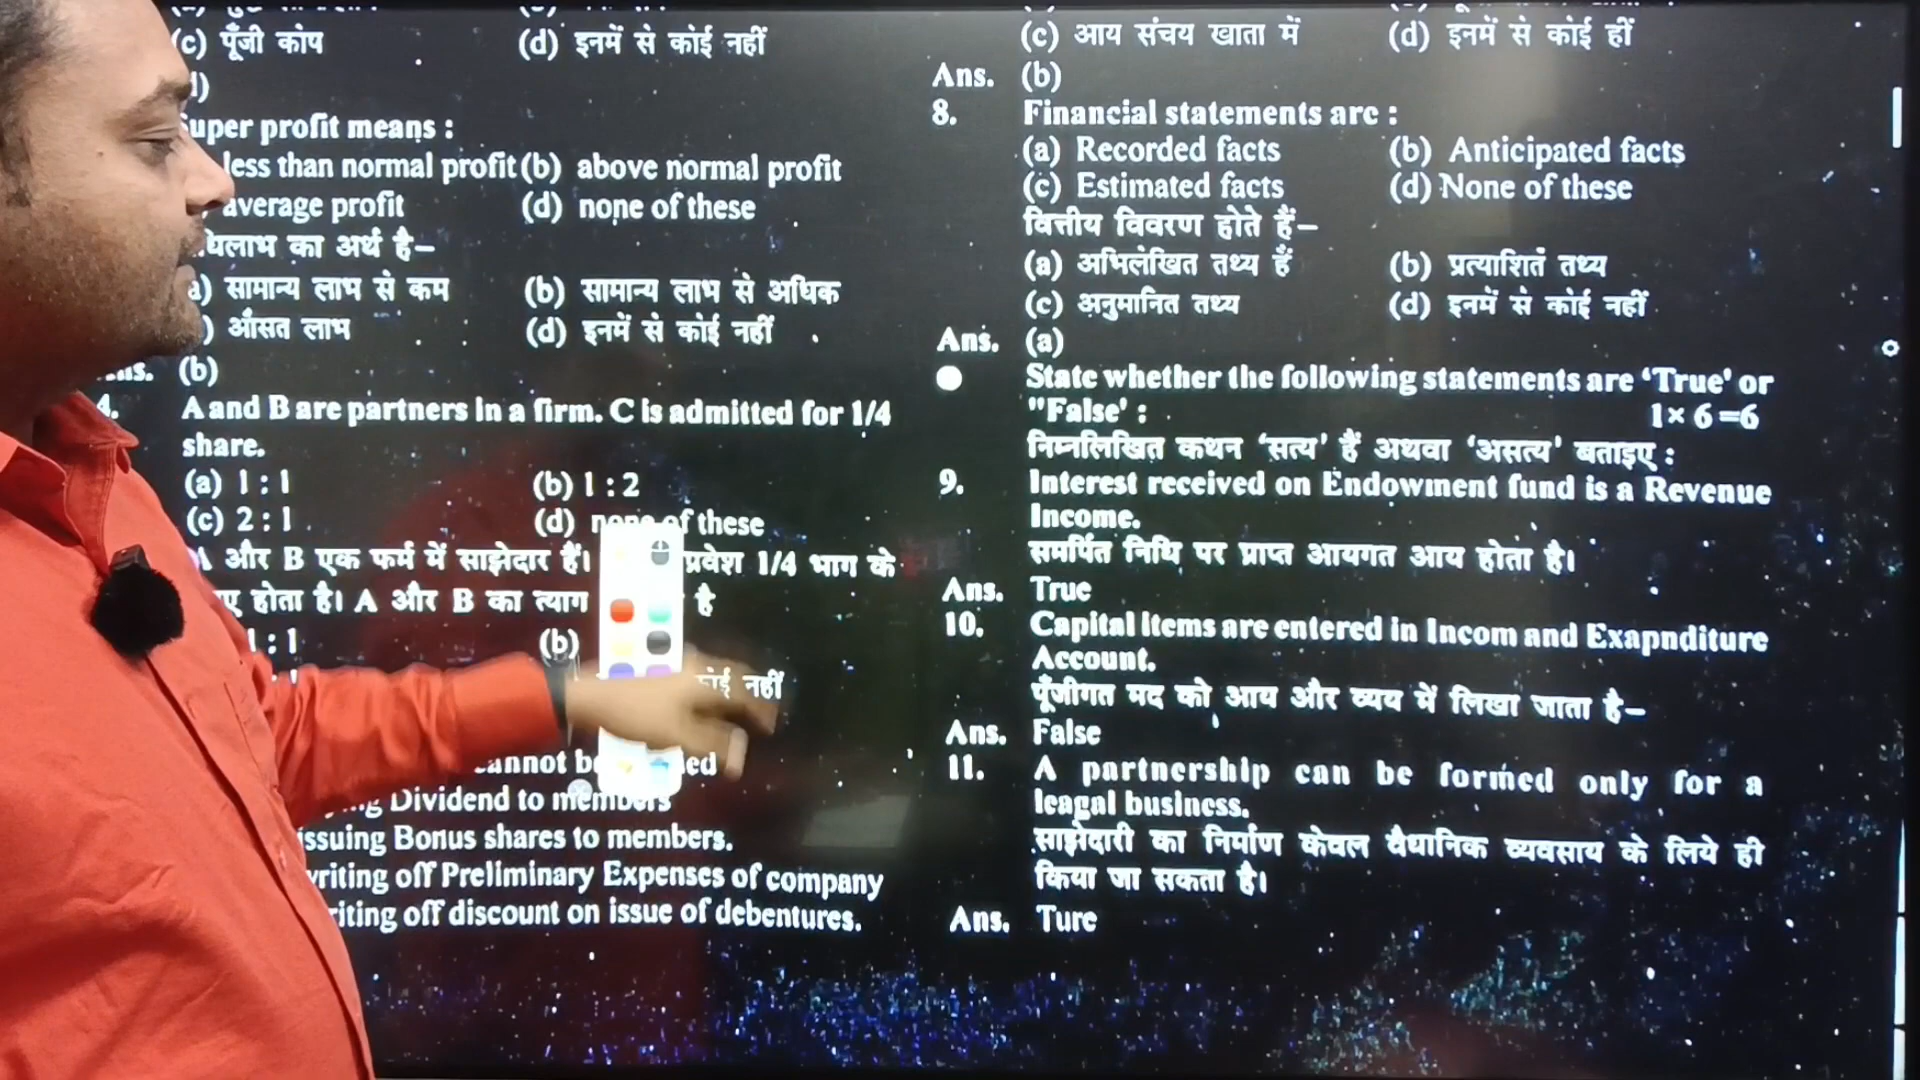 (c) पूँजी कोष (d) इनमें से कोई नहीं
Super profit means :
less than normal profit (b) above normal profit
average profit (d) none of these
का अर्थ है–
सामान्य लाभ से कम (b) सामान्य लाभ से अधिक
औसत लाभ (d) इनमें से कोई नहीं
(b)
4. A and B are partners in a firm. C is admitted for 1/4
share.
(a) 1 : 1 (b) 1 : 2
(c) 2 : 1 (d) none of these
A और B एक फर्म में साझेदार हैं। प्रवेश 1/4 भाग के
होता है। A और B का त्याग है
1 : 1 (b)
कोई नहीं
cannot be
Dividend to members
issuing Bonus shares to members.
writing off Preliminary Expenses of company
off discount on issue of debentures.
(c) आय संचय खाता में (d) इनमें से कोई हीं
Ans. (b)
8. Financial statements are :
(a) Recorded facts (b) Anticipated facts
(c) Estimated facts (d) None of these
वित्तीय विवरण होते हैं–
(a) अभिलेखित तथ्य हैं (b) प्रत्याशित तथ्य
(c) अनुमानित तथ्य (d) इनमें से कोई नहीं
Ans. (a)
State whether the following statements are ‘True' or
"False' : 1× 6 =6
निम्नलिखित कथन ‘सत्य’ हैं अथवा ‘असत्य’ बताइए :
9. Interest received on Endowment fund is a Revenue
Income.
समर्पित निधि पर प्राप्त आयगत आय होता है।
Ans. True
10. Capital items are entered in Incom and Exapnditure
Account.
पूँजीगत मद को आय और व्यय में लिखा जाता है–
Ans. False
11. A partnership can be formed only for a
leagal business.
साझेदारी का निर्माण केवल वैधानिक व्यवसाय के लिये ही
किया जा सकता है।
Ans. Ture